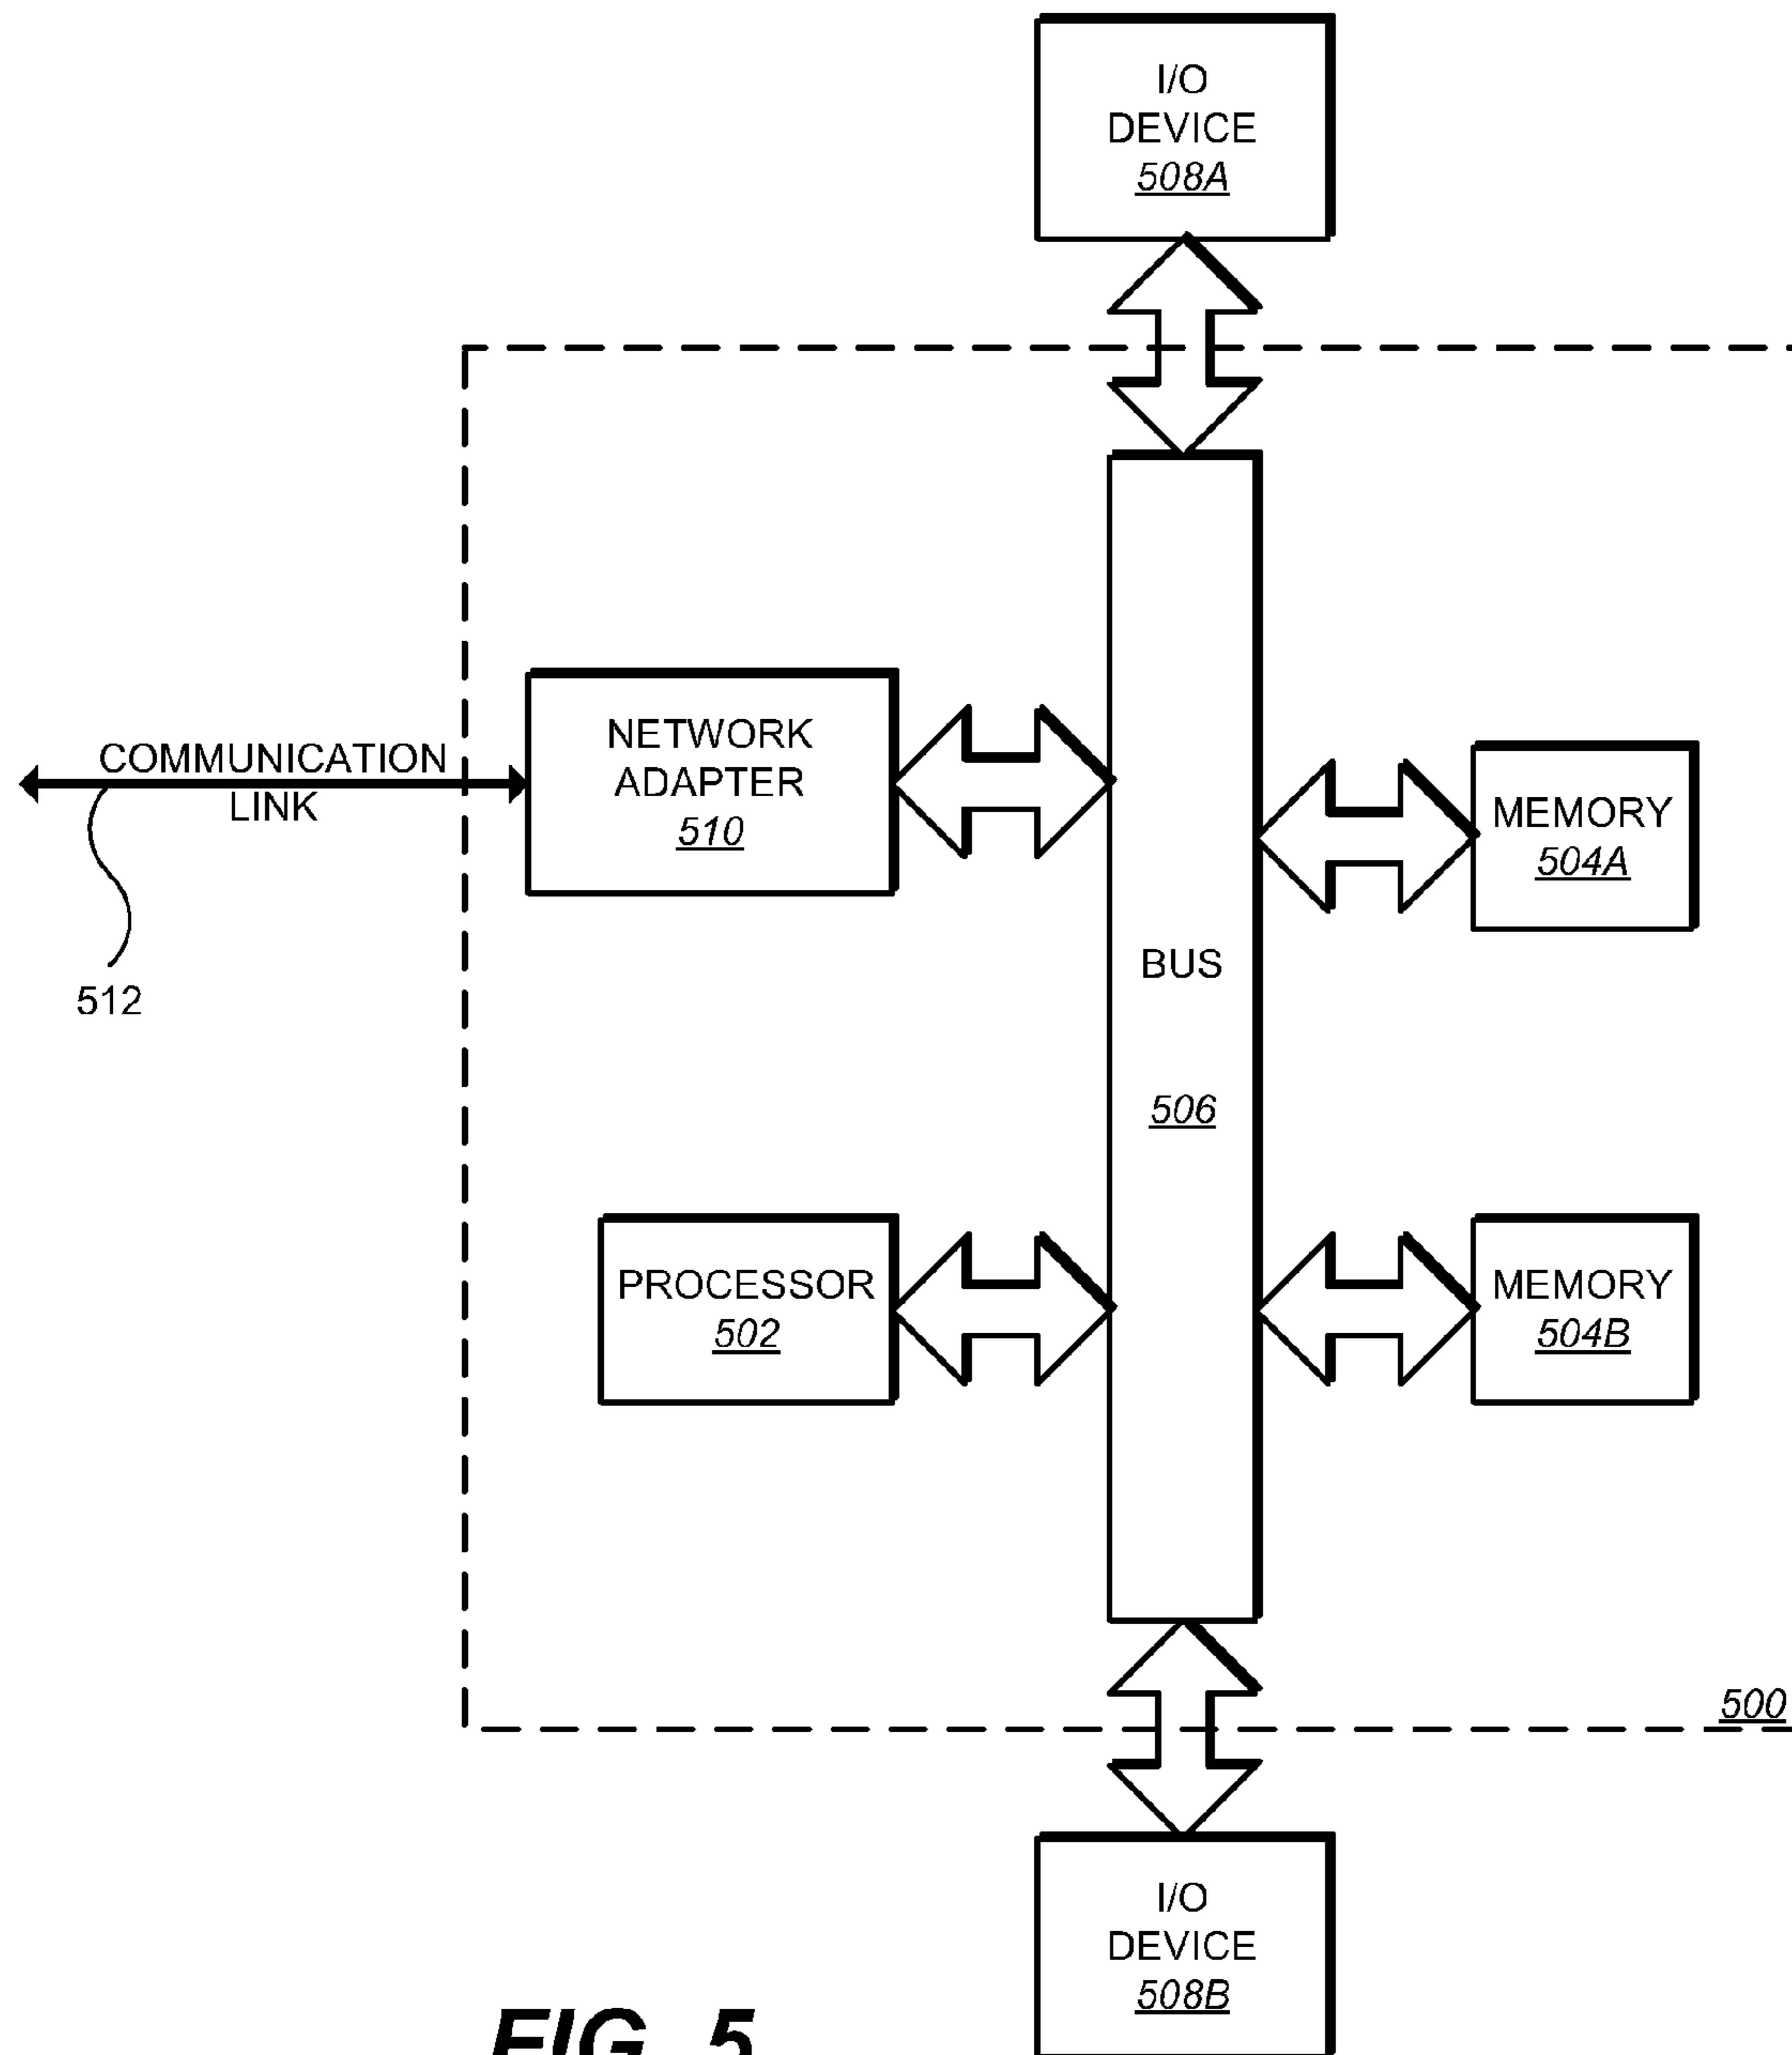 I/O
DEVICE
508A
NETWORK
ADAPTER
510
COMMUNICATION
LINK
512
MEMORY
504A
BUS
506
PROCESSOR
502
MEMORY
504B
500
I/O
DEVICE
508B
FIG. 5